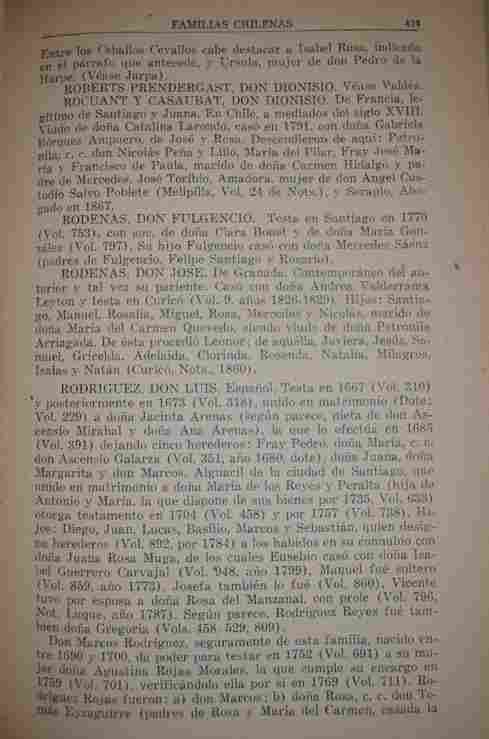 FAMILIAS CHILENAS
Entre los Ceballos Cevallos cabe destacar a Isabel Rosa, indicada
en el párrafo que antecede, y Ursula, mujer de don Pedro de la
Harpe. (Véase Jarpa).
ROBERTS PRENDERGAST, DON DIONISIO. Véase Valdés.
ROCUANT Y CASAUBAT, DON DIONISIO. De Francia, le-
gítimo de Santiago y Juana. En Chile, a mediados del siglo XVIII.
Viudo de doña Catalina Larondo, casó en 1791, con doña Gabriela
Bórquez Ampuero, de José y Rosa. Descendieron de aquí: Petro-
nila, c. c. don Nicolás Peña y Lillo, María del Pilar, Fray José Ma-
ría y Francisco de Paula, marido de doña Carmen Hidalgo y pa-
dre de Mercedes, José Toribio, Amadora, mujer de don Angel Cus-
todio Salvo Poblete (Melipilla, Vol. 24 de Nots.), y Serapio, Abo-
gado en 1867.
RODENAS, DON FULGENCIO. Testa en Santiago en 1770
(Vol. 753), con suc. de doña Clara Bonet y de doña María Gon-
zález (Vol. 797). Su hijo Fulgencio casó con doña Mercedes Sáenz
(padres de Fulgencio, Felipe Santiago y Rosario).
RODENAS, DON JOSE. De Granada. Contemporáneo del an-
terior y tal vez su pariente. Casó con doña Andrea Valderrama
Leyton y testa en Curicó (Vol. 9, años 1826-1829). Hijos: Santia-
go, Manuel, Rosalía, Miguel, Rosa, Mercedes y Nicolás, marido de
doña María del Carmen Quevedo, siendo viudo de doña Petronila
Arriagada. De ésta procedió Leonor; de aquélla, Javiera, Jesús, Sa-
muel, Gricelda, Adelaida, Clorinda, Rosenda, Natalia, Milagros,
Isaías y Natán (Curicó, Nots., 1860).
RODRIGUEZ, DON LUIS. Español. Testa en 1667 (Vol. 310)
y posteriormente en 1673 (Vol. 318), unido en matrimonio (Dote:
Vol. 229) a doña Jacinta Arenas (según parece, nieta de don As-
censio Mirabal y doña Ana Arenas), la que lo efectúa en 1685
(Vol. 391) dejando cinco herederos: Fray Pedro, doña María, c. c.
don Ascencio Galarza (Vol. 351, año 1680, dote), doña Juana, doña
Margarita y don Marcos, Alguacil de la ciudad de Santiago, que
unido en matrimonio a doña María de los Reyes y Peralta (hija de
Antonio y María, la que dispone de sus bienes por 1735, Vol. 633)
otorga testamento en 1704 (Vol. 458) y por 1757 (Vol. 738). Hi-
jos: Diego, Juan, Lucas, Basilio, Marcos y Sebastián, quien desig-
na herederos (Vol. 892, por 1784) a los habidos en su connubio con
doña Juana Rosa Muga, de los cuales Eusebio casó con doña Isa-
bel Guerrero Carvajal (Vol. 948, año 1799), Manuel fué soltero
(Vol. 859, año 1773), Josefa también lo fué (Vol. 860), Vicente
tuvo por esposa a doña Rosa del Manzanal, con prole (Vol. 796,
Not. Luque, año 1787). Según parece, Rodríguez Reyes fué tam-
bién doña Gregoria (Vols. 458, 529, 809).
Don Marcos Rodríguez, seguramente de esta familia, nacido en-
tre 1690 y 1700, da poder para testar en 1752 (Vol. 691) a su mu-
jer doña Agustina Rojas Morales, la que cumple su encargo en
1759 (Vol. 701), verificándolo ella por sí en 1769 (Vol. 711). Ro-
dríguez Rojas fueron: a) don Marcos; b) doña Rosa, c. c. don To-
más Eyzaguirre (padres de Rosa y María del Carmen, casada la